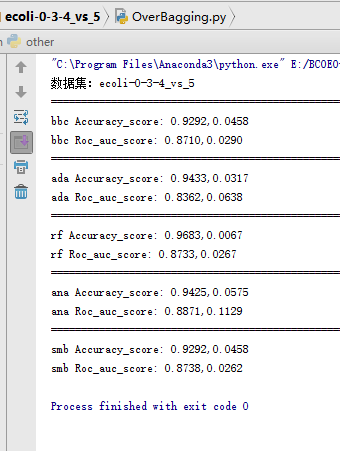 ecoli-0-3-4_vs_5 OverBagging.py
other
"C:\Program Files\Anaconda3\python.exe" E:/BCOEO
数据集: ecoli-0-3-4_vs_5
==================================================
bbc Accuracy_score: 0.9292,0.0458
bbc Roc_auc_score: 0.8710,0.0290
==================================================
ada Accuracy_score: 0.9433,0.0317
ada Roc_auc_score: 0.8362,0.0638
==================================================
rf Accuracy_score: 0.9683,0.0067
rf Roc_auc_score: 0.8733,0.0267
==================================================
ana Accuracy_score: 0.9425,0.0575
ana Roc_auc_score: 0.8871,0.1129
==================================================
smb Accuracy_score: 0.9292,0.0458
smb Roc_auc_score: 0.8738,0.0262
Process finished with exit code 0